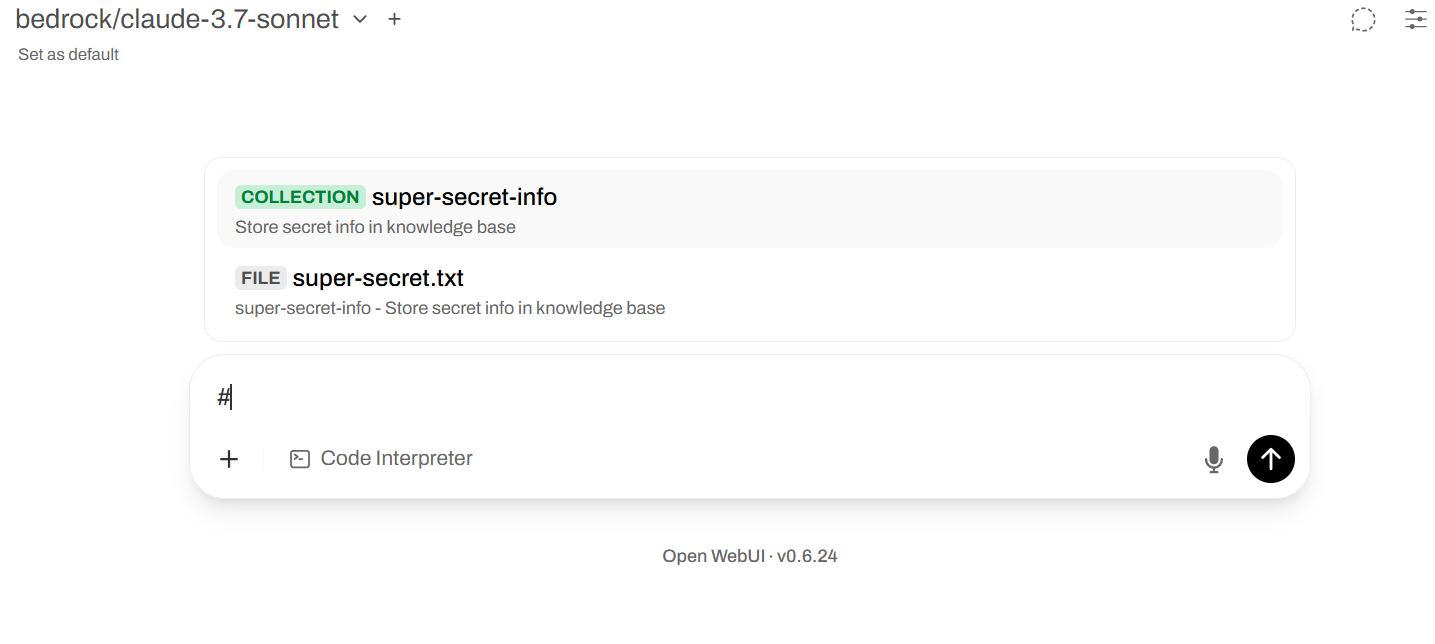 bedrock/claude-3.7-sonnet
Set as default
COLLECTION super-secret-info
Store secret info in knowledge base
FILE super-secret.txt
super-secret-info - Store secret info in knowledge base
#
Code Interpreter
Open WebUI · v0.6.24